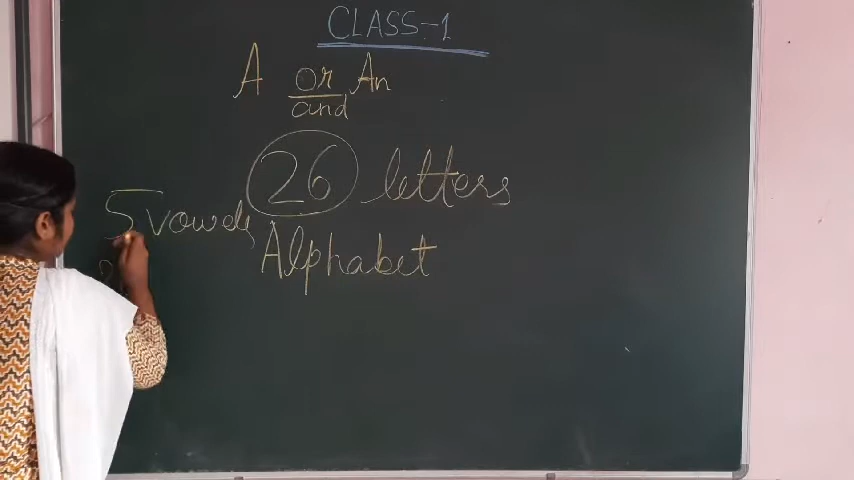 CLASS-1
A or An
and
26 letters
5 vowels
Alphabet